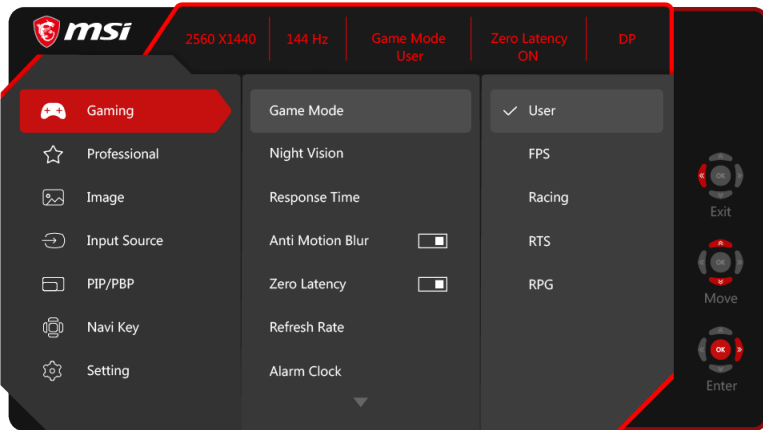 msi
2560 X1440
144 Hz
Game Mode
User
Zero Latency
ON
DP
Gaming
Professional
Image
Input Source
PIP/PBP
Navi Key
Setting
Game Mode
Night Vision
Response Time
Anti Motion Blur
Zero Latency
Refresh Rate
Alarm Clock
User
FPS
Racing
RTS
RPG
OK
Exit
OK
Move
OK
Enter